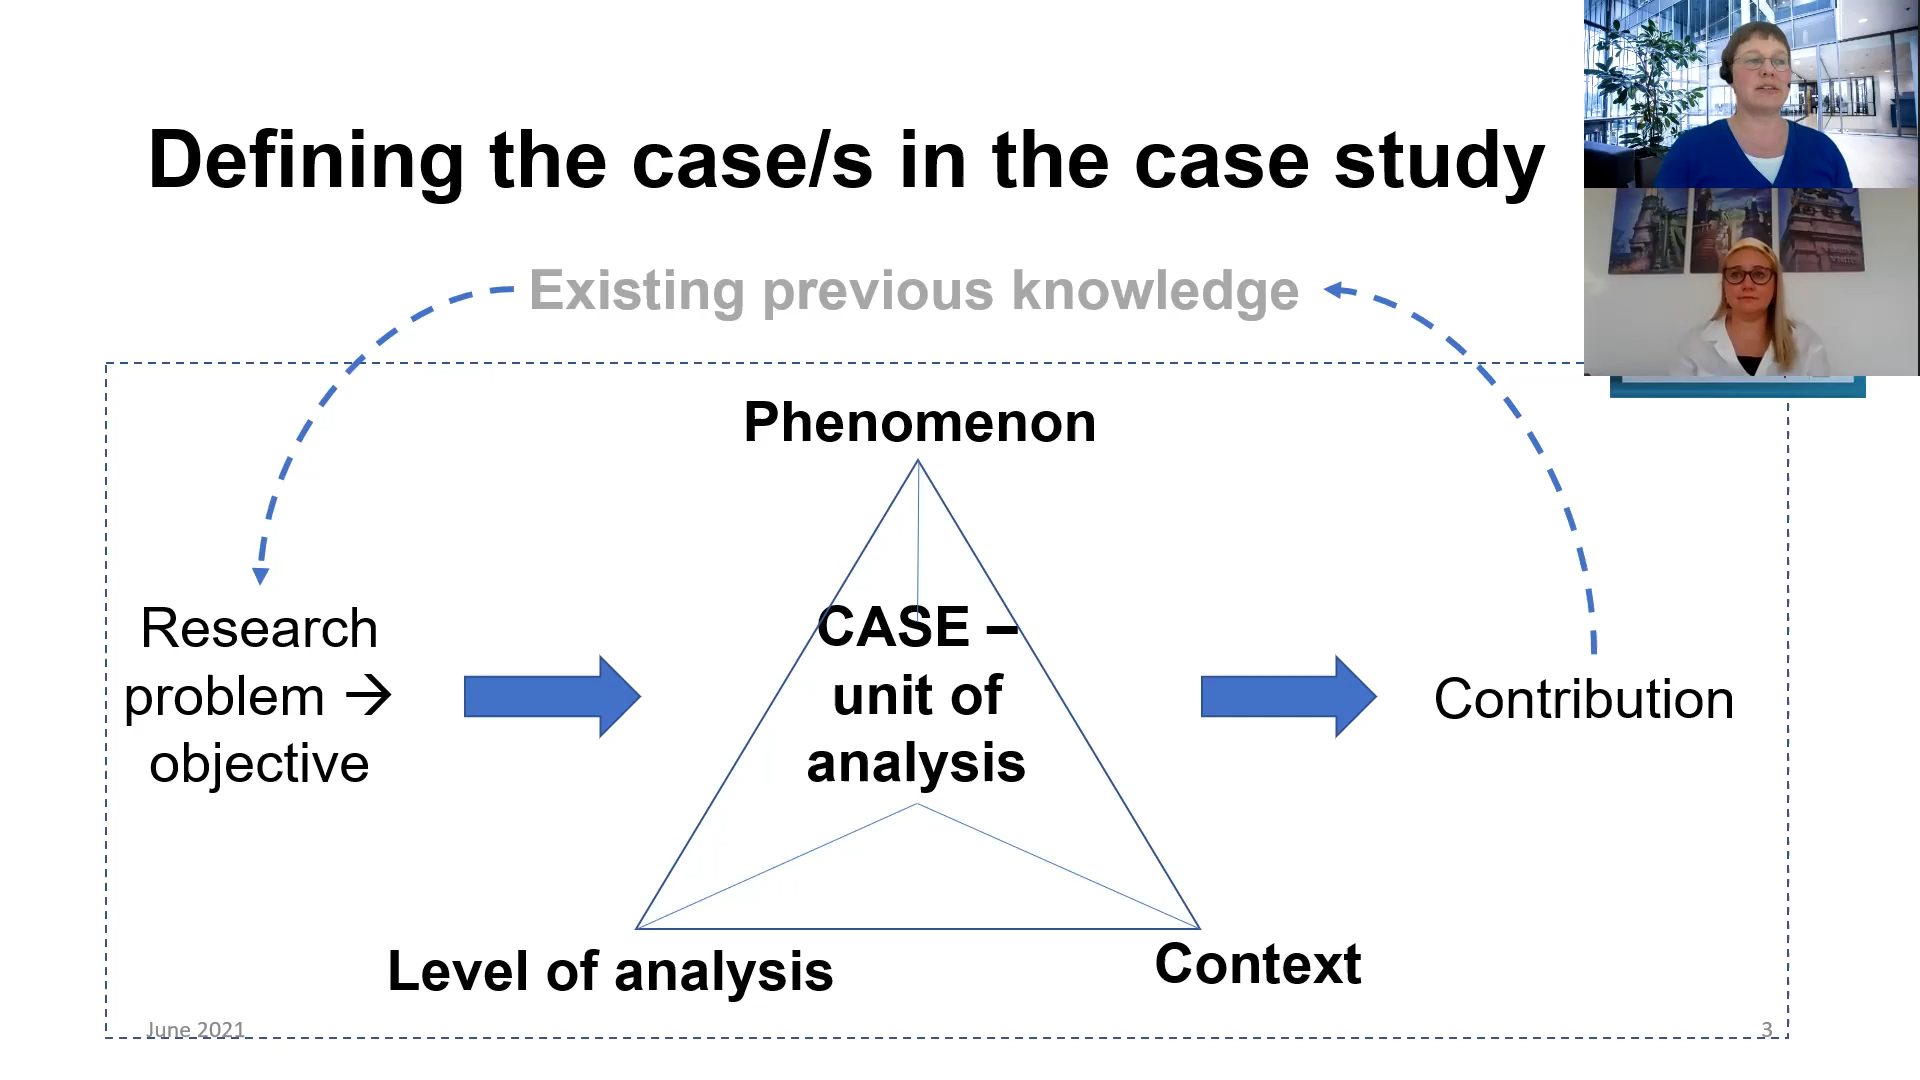 Defining the case/s in the case study
Existing previous knowledge
Phenomenon
Research
problem →
objective
CASE –
unit of
analysis
Contribution
Level of analysis
Context
June 2021
3